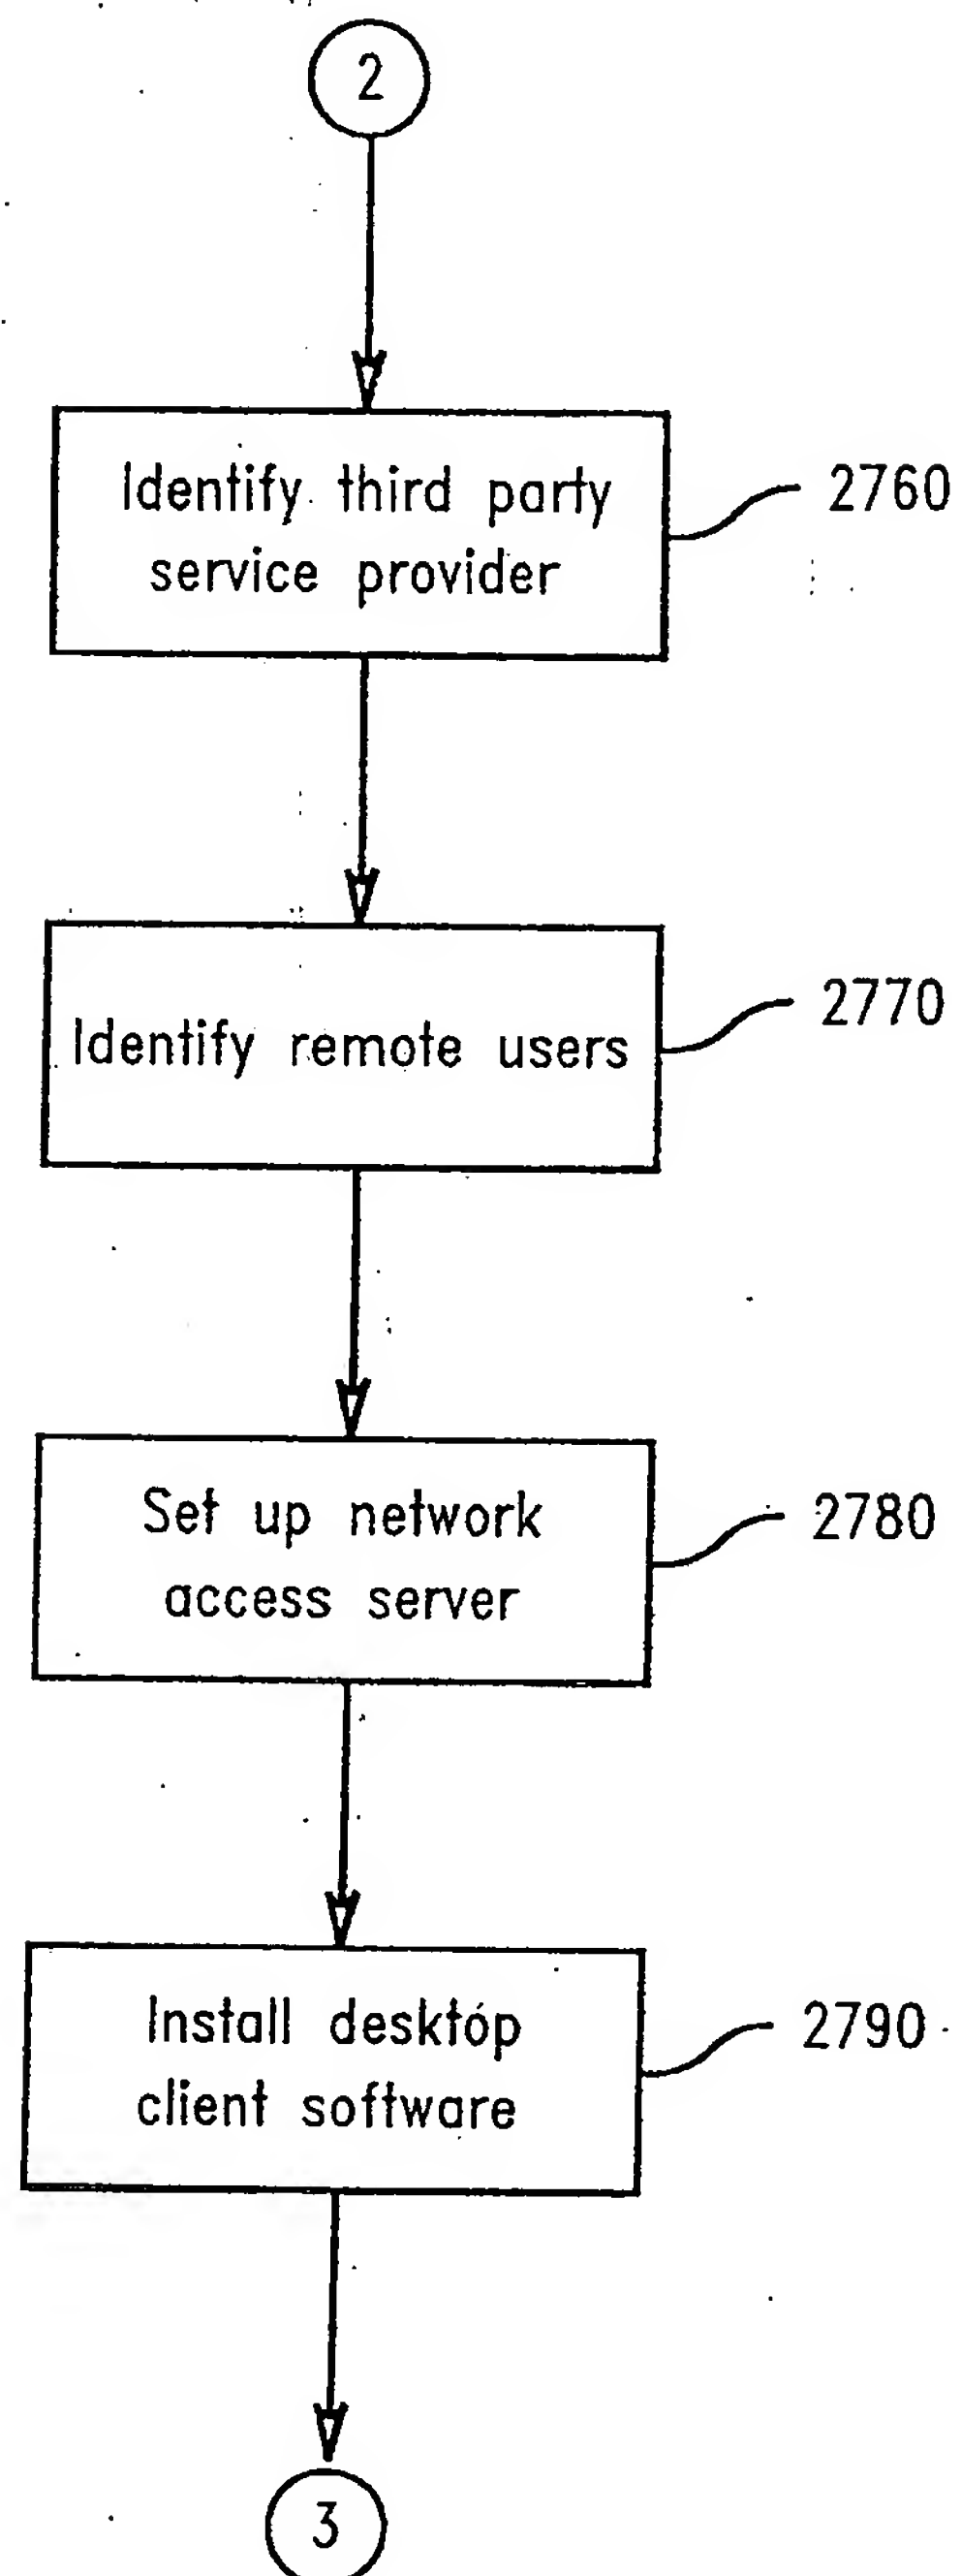 2
Identify third party
service provider
2760
Identify remote users
2770
Set up network
access server
2780
Install desktop
client software
2790
3